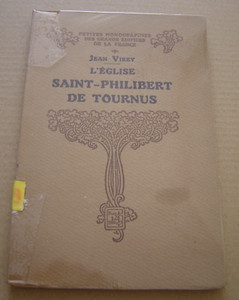 PETITES MONOGRAPHIES
DES GRANDS ÉDIFICES
DE LA FRANCE
JEAN VIREY
L'ÉGLISE
SAINT-PHILIBERT
DE TOURNUS